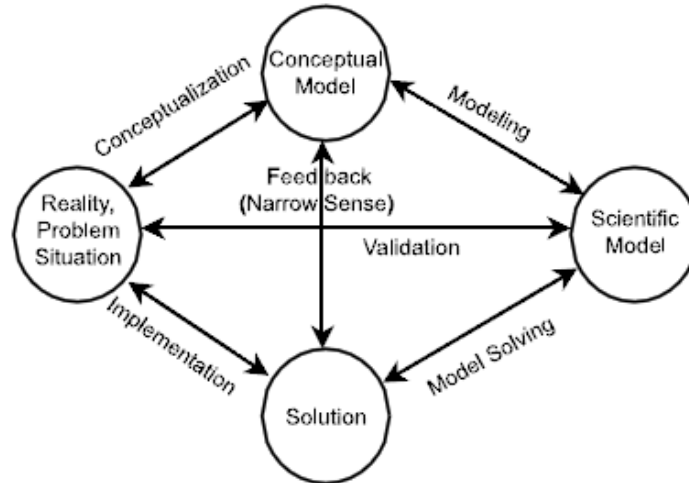 Conceptual
Model
Conceptualization
Modeling
Feedback
(Narrow Sense)
Reality,
Problem
Situation
Validation
Scientific
Model
Implementation
Model Solving
Solution